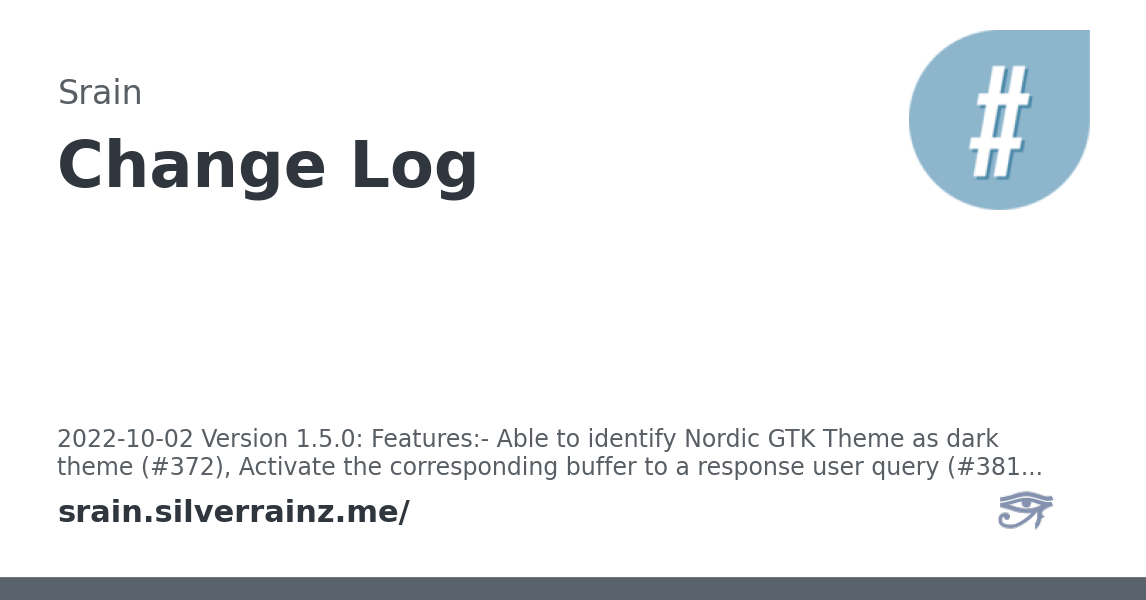 Srain
#
Change Log
2022-10-02 Version 1.5.0: Features:- Able to identify Nordic GTK Theme as dark
theme (#372), Activate the corresponding buffer to a response user query (#381...
srain.silverrainz.me/